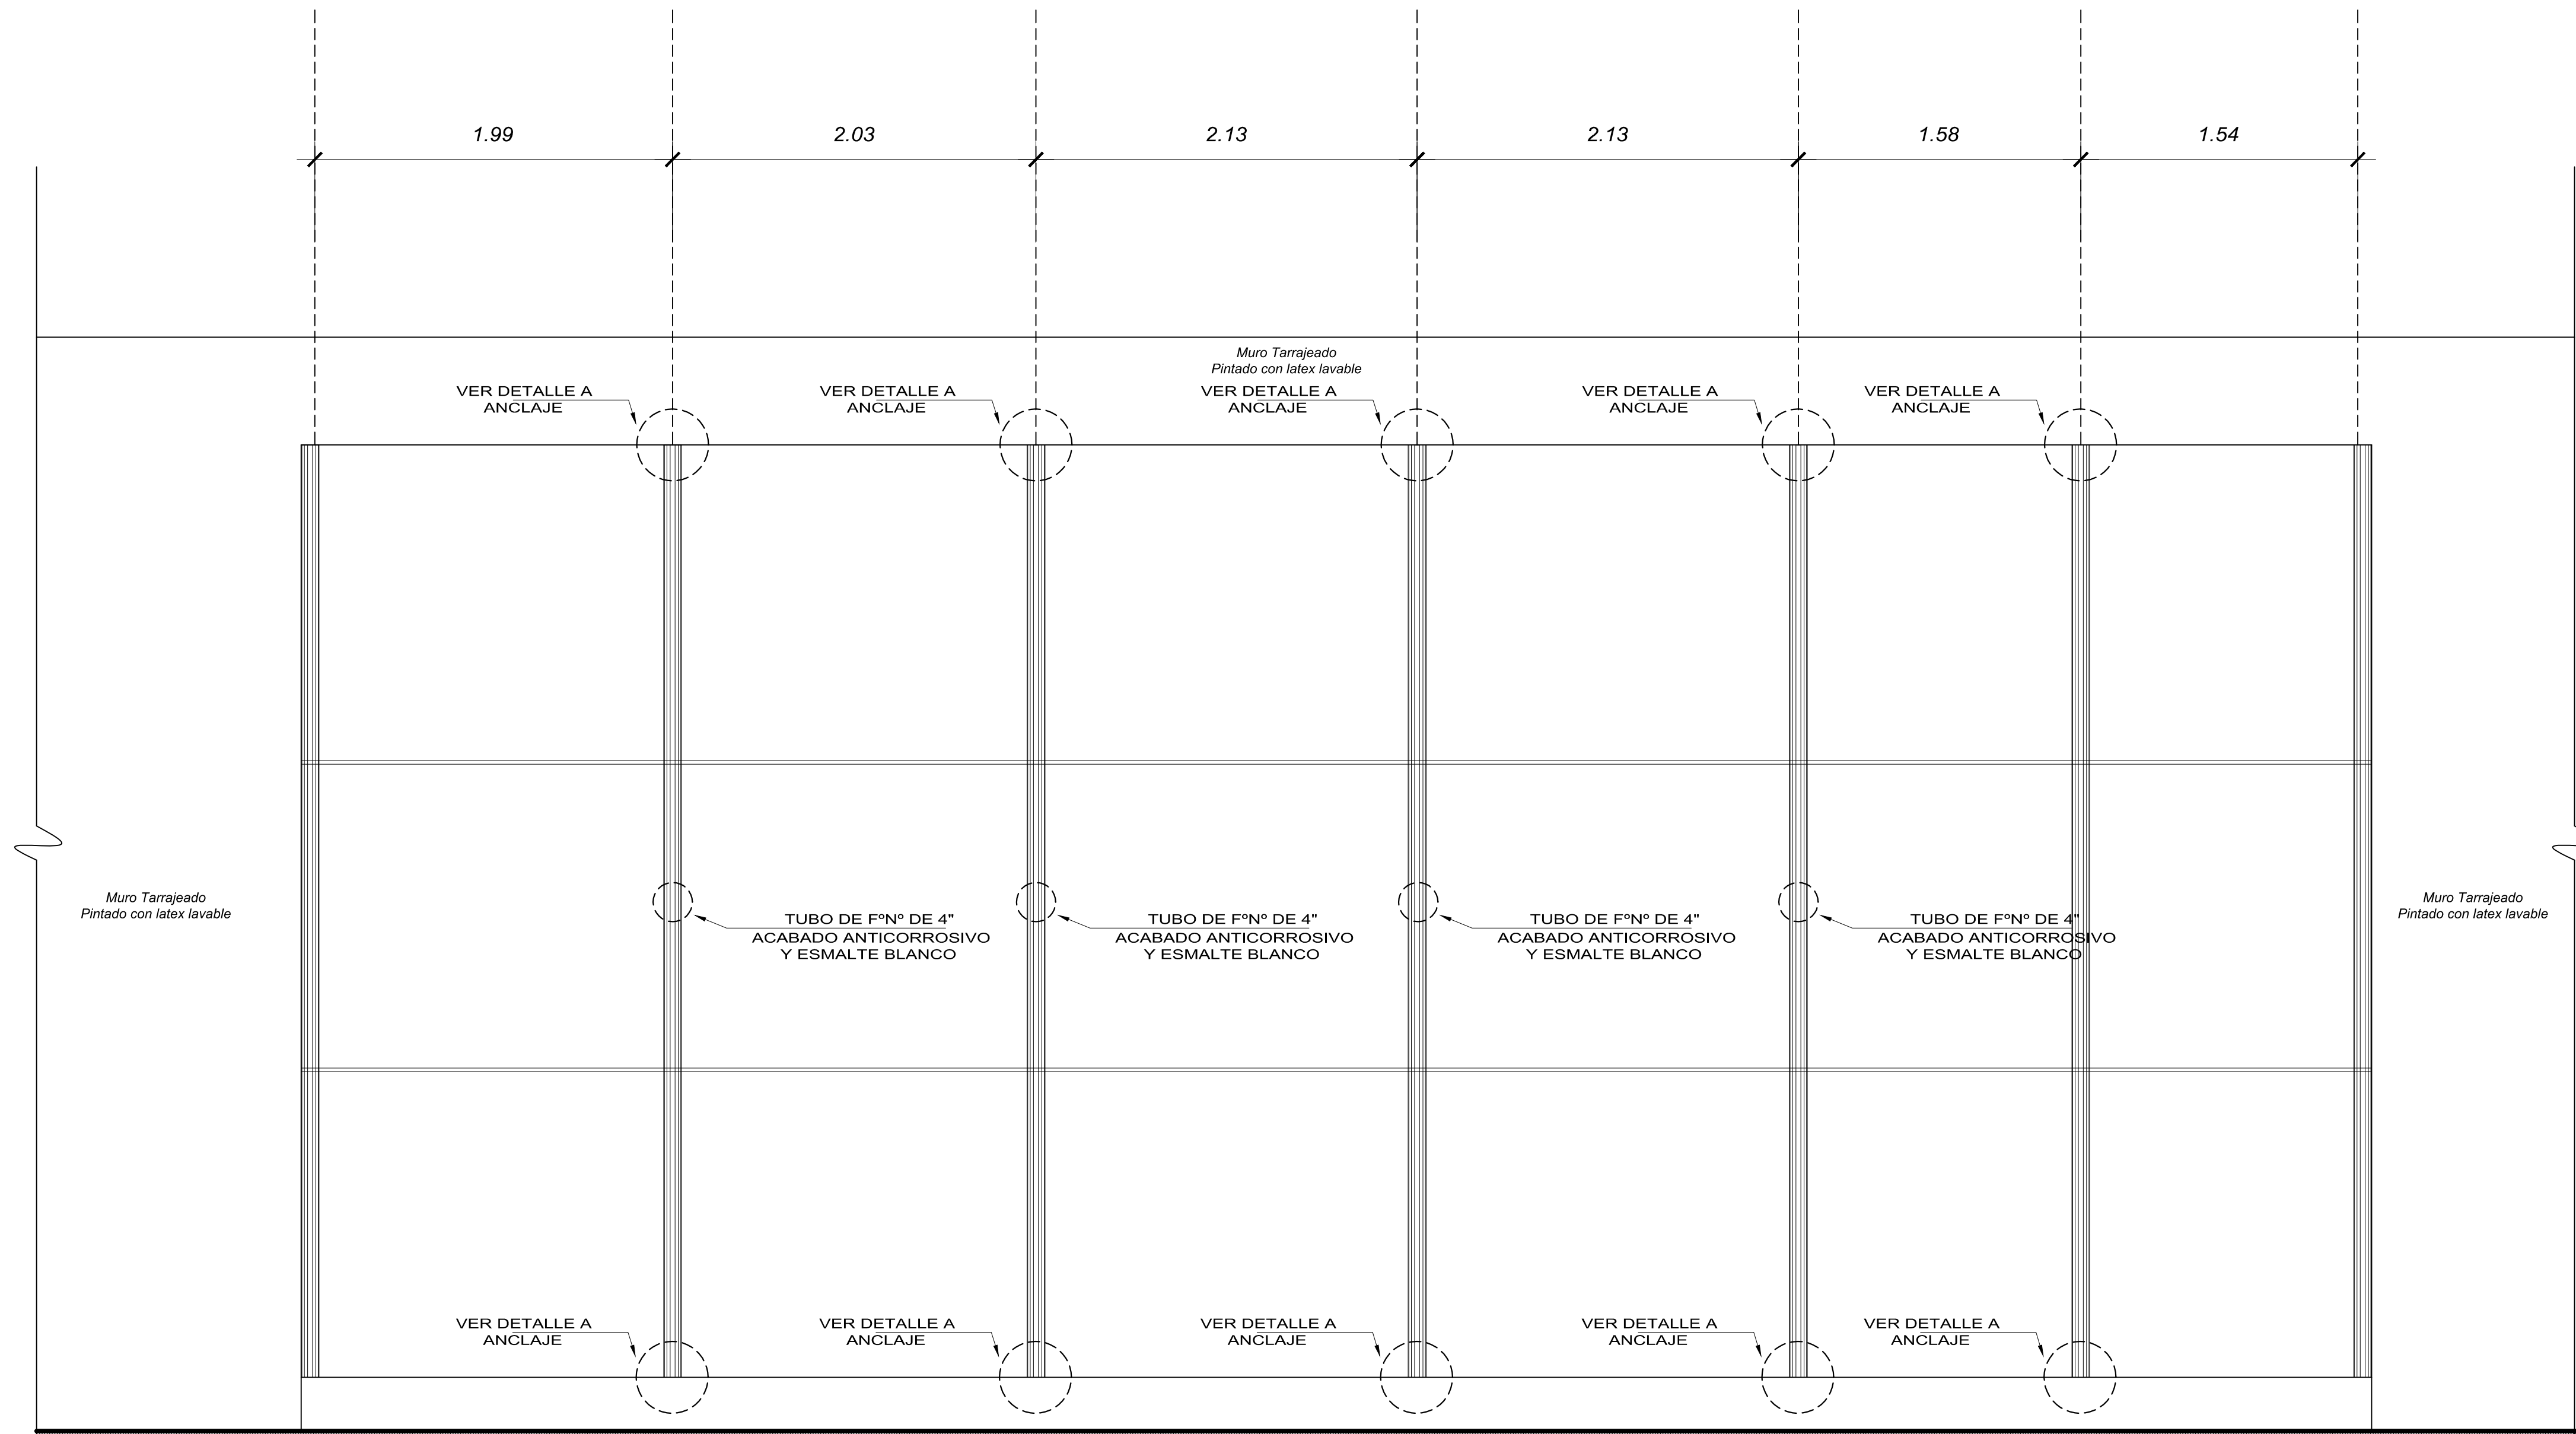 1.99
2.03
2.13
2.13
1.58
1.54
Muro Tarrajeado
Pintado con latex lavable
VER DETALLE A
ANCLAJE
VER DETALLE A
ANCLAJE
VER DETALLE A
ANCLAJE
VER DETALLE A
ANCLAJE
VER DETALLE A
ANCLAJE
Muro Tarrajeado
Pintado con latex lavable
TUBO DE FºNº DE 4"
ACABADO ANTICORROSIVO
Y ESMALTE BLANCO
TUBO DE FºNº DE 4"
ACABADO ANTICORROSIVO
Y ESMALTE BLANCO
TUBO DE FºNº DE 4"
ACABADO ANTICORROSIVO
Y ESMALTE BLANCO
TUBO DE FºNº DE 4"
ACABADO ANTICORROSIVO
Y ESMALTE BLANCO
Muro Tarrajeado
Pintado con latex lavable
VER DETALLE A
ANCLAJE
VER DETALLE A
ANCLAJE
VER DETALLE A
ANCLAJE
VER DETALLE A
ANCLAJE
VER DETALLE A
ANCLAJE